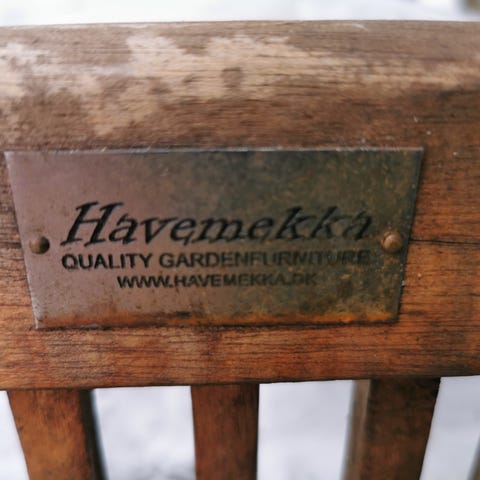 Havemekka
QUALITY GARDENFURNITURE
WWW.HAVEMEKKA.DK